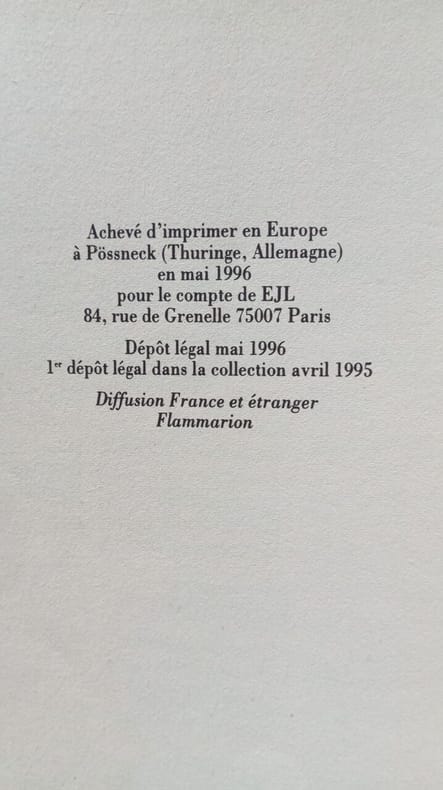 Achevé d'imprimer en Europe
à Pössneck (Thuringe, Allemagne)
en mai 1996
pour le compte de EJL
84, rue de Grenelle 75007 Paris
Dépôt légal mai 1996
1er dépôt légal dans la collection avril 1995
Diffusion France et étranger
Flammarion